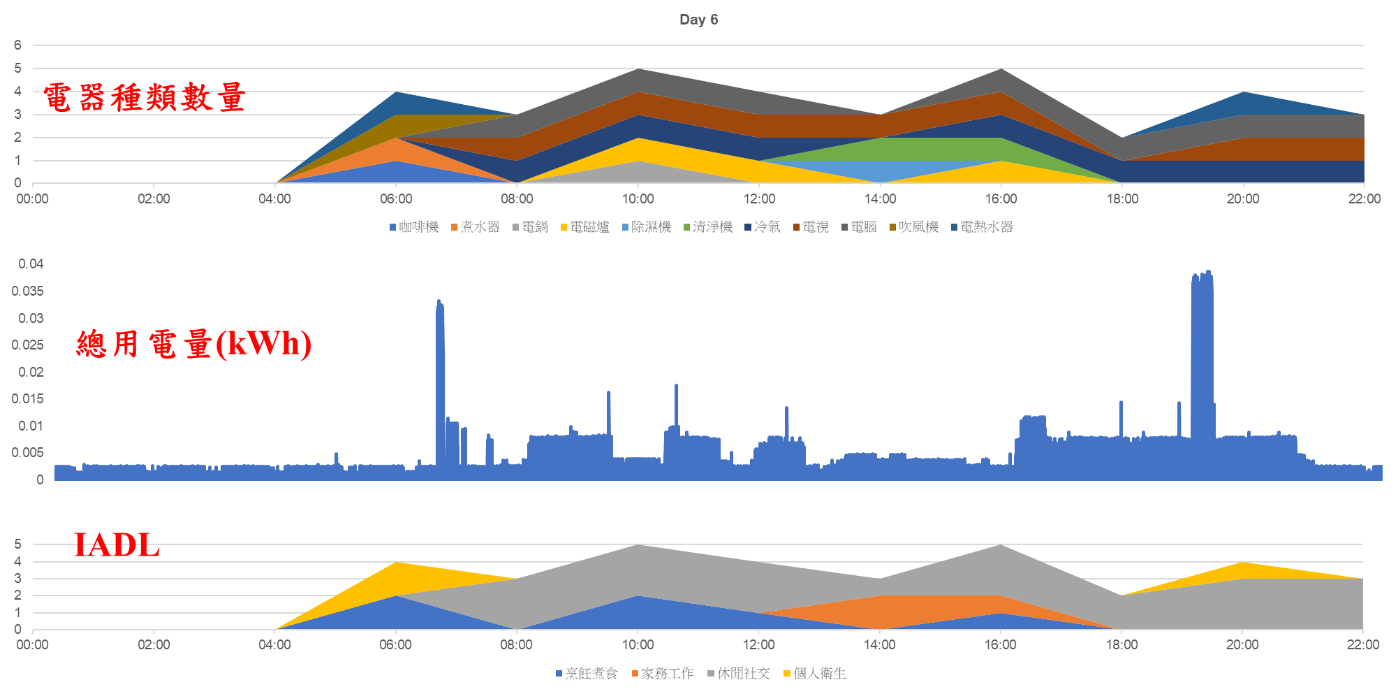 Day 6
6
5
4
3
2
1
0
電器種類數量
00:00 02:00 04:00 06:00 08:00 10:00 12:00 14:00 16:00 18:00 20:00 22:00
咖啡機 煮水器 電鍋 電磁爐 除濕機 清淨機 冷氣 電視 電腦 吹風機 電熱水器
0.04
0.035
0.03
0.025
0.02
0.015
0.01
0.005
0
總用電量(kWh)
IADL
5
4
3
2
1
0
00:00 02:00 04:00 06:00 08:00 10:00 12:00 14:00 16:00 18:00 20:00 22:00
烹飪煮食 家務工作 休閒社交 個人衛生